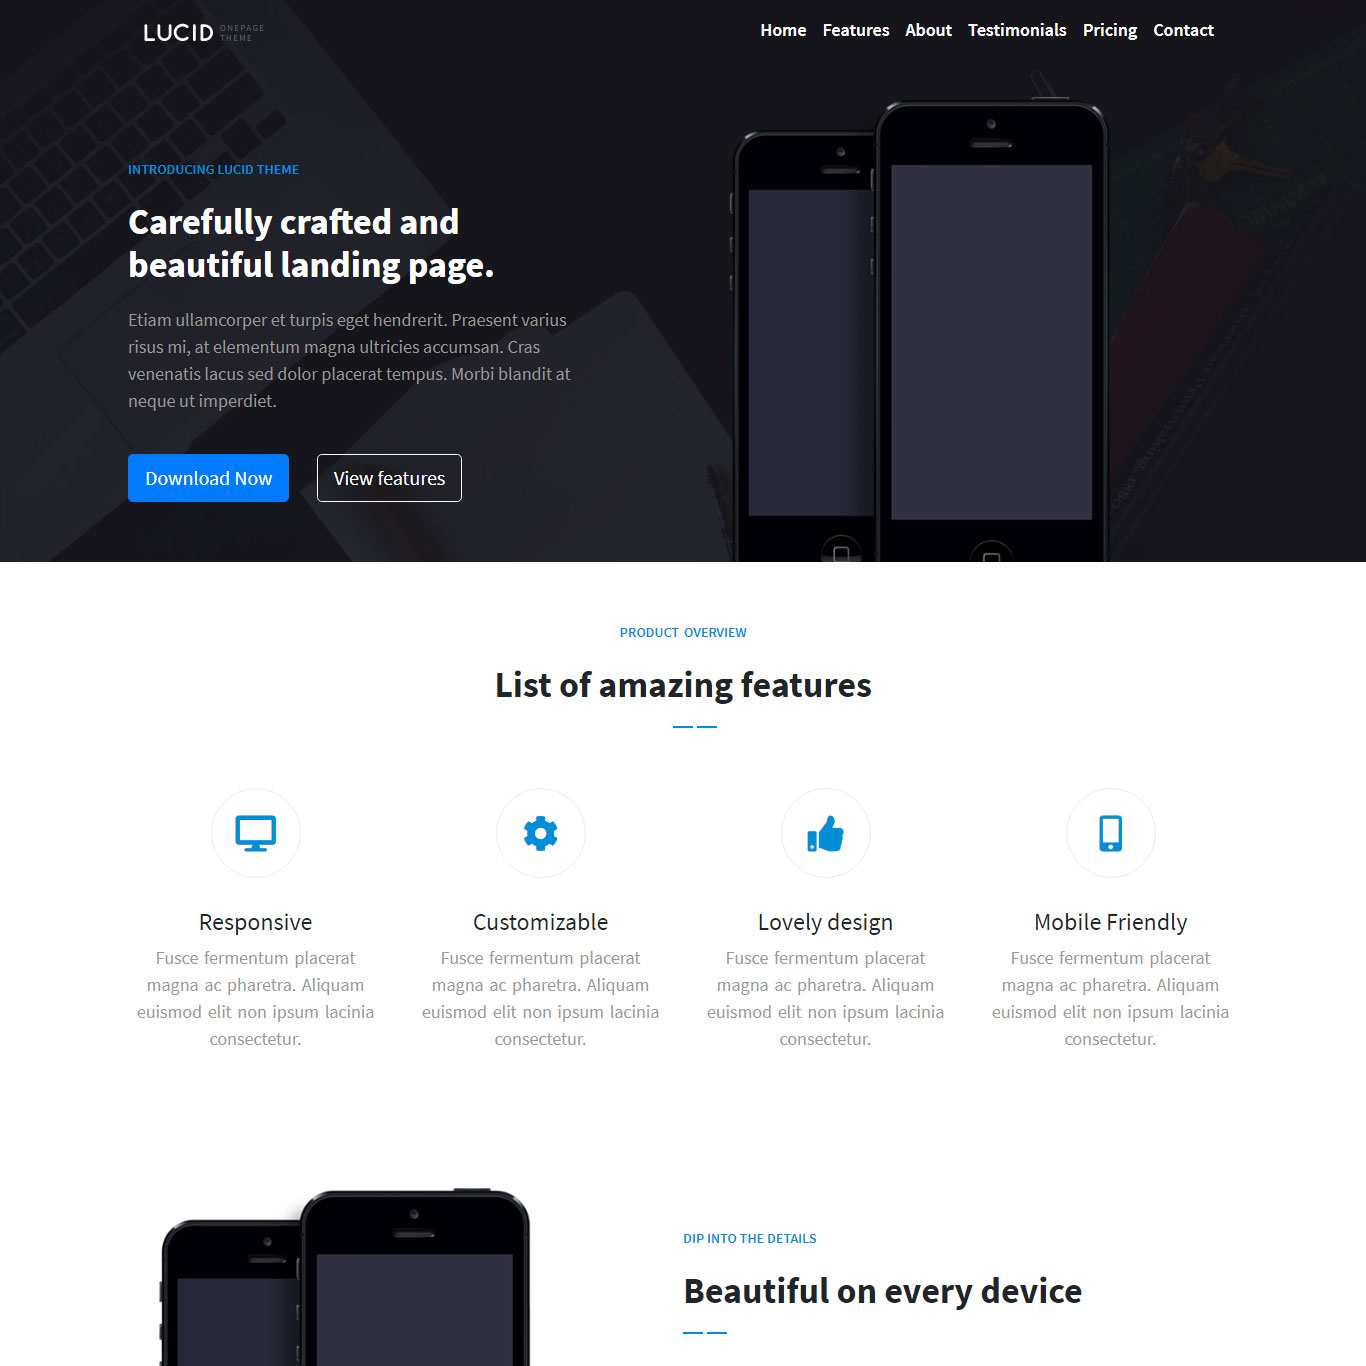 LUCID ONEPAGE THEME
Home Features About Testimonials Pricing Contact
INTRODUCING LUCID THEME
Carefully crafted and
beautiful landing page.
Etiam ullamcorper et turpis eget hendrerit. Praesent varius
risus mi, at elementum magna ultricies accumsan. Cras
venenatis lacus sed dolor placerat tempus. Morbi blandit at
neque ut imperdiet.
Download Now View features
PRODUCT OVERVIEW
List of amazing features
Responsive
Fusce fermentum placerat
magna ac pharetra. Aliquam
euismod elit non ipsum lacinia
consectetur.
Customizable
Fusce fermentum placerat
magna ac pharetra. Aliquam
euismod elit non ipsum lacinia
consectetur.
Lovely design
Fusce fermentum placerat
magna ac pharetra. Aliquam
euismod elit non ipsum lacinia
consectetur.
Mobile Friendly
Fusce fermentum placerat
magna ac pharetra. Aliquam
euismod elit non ipsum lacinia
consectetur.
DIP INTO THE DETAILS
Beautiful on every device